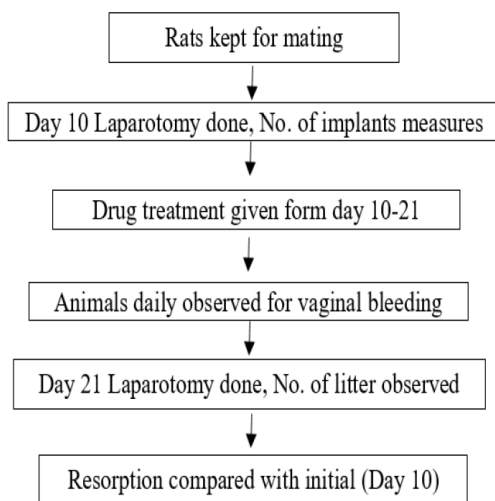 Rats kept for mating
Day 10 Laparotomy done, No. of implants measures
Drug treatment given form day 10-21
Animals daily observed for vaginal bleeding
Day 21 Laparotomy done, No. of litter observed
Resorption compared with initial (Day 10)